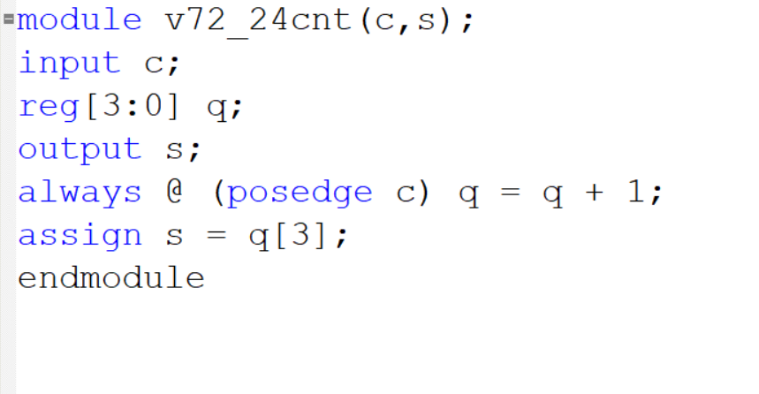 module v72_24cnt(c,s);
input c;
reg[3:0] q;
output s;
always @ (posedge c) q = q + 1;
assign s = q[3];
endmodule